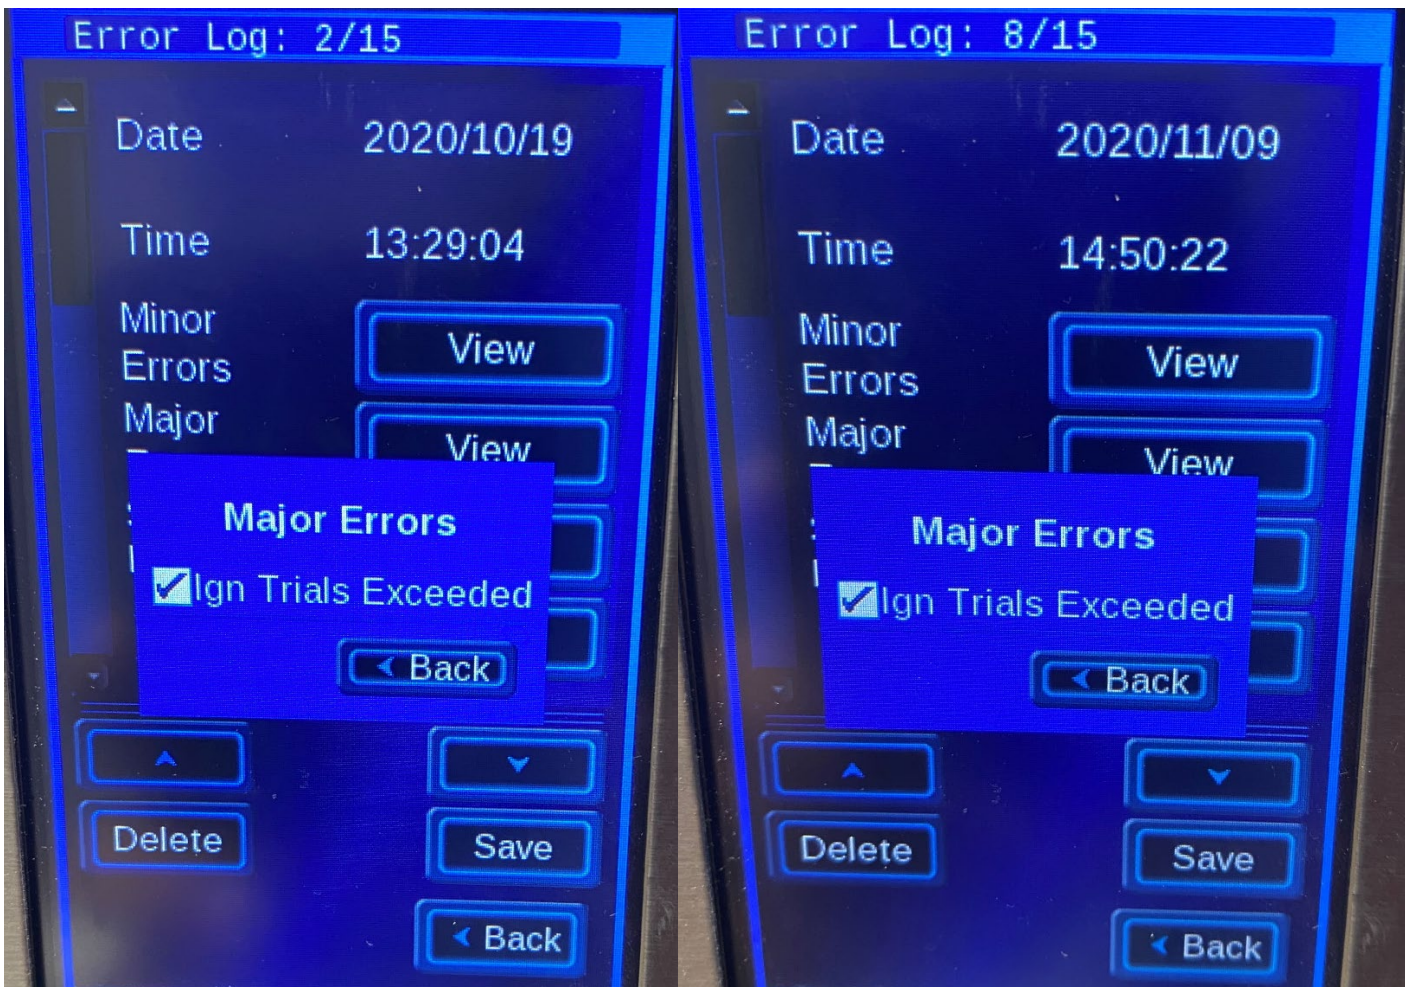 Error Log: 2/15
Date 2020/10/19
Time 13:29:04
Minor
Errors
View
Major
View
Major Errors
Ign Trials Exceeded
Back
Delete
Save
Back
Error Log: 8/15
Date 2020/11/09
Time 14:50:22
Minor
Errors
View
Major
View
Major Errors
Ign Trials Exceeded
Back
Delete
Save
Back